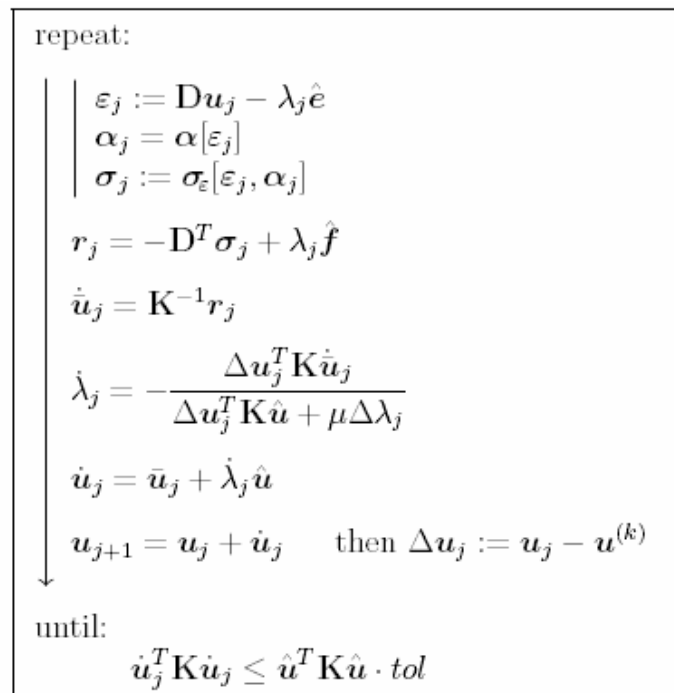 repeat:
ε_j := Du_j − λ_j ê
α_j = α[ε_j]
σ_j := σ_ε[ε_j, α_j]
r_j = −D^T σ_j + λ_j f̂
u̇̄_j = K^{−1} r_j
λ̇_j = − (Δu_j^T K u̇̄_j) / (Δu_j^T K û + μΔλ_j)
u̇_j = ū_j + λ̇_j û
u_{j+1} = u_j + u̇_j then Δu_j := u_j − u^{(k)}
until:
u̇_j^T K u̇_j ≤ û^T K û · tol